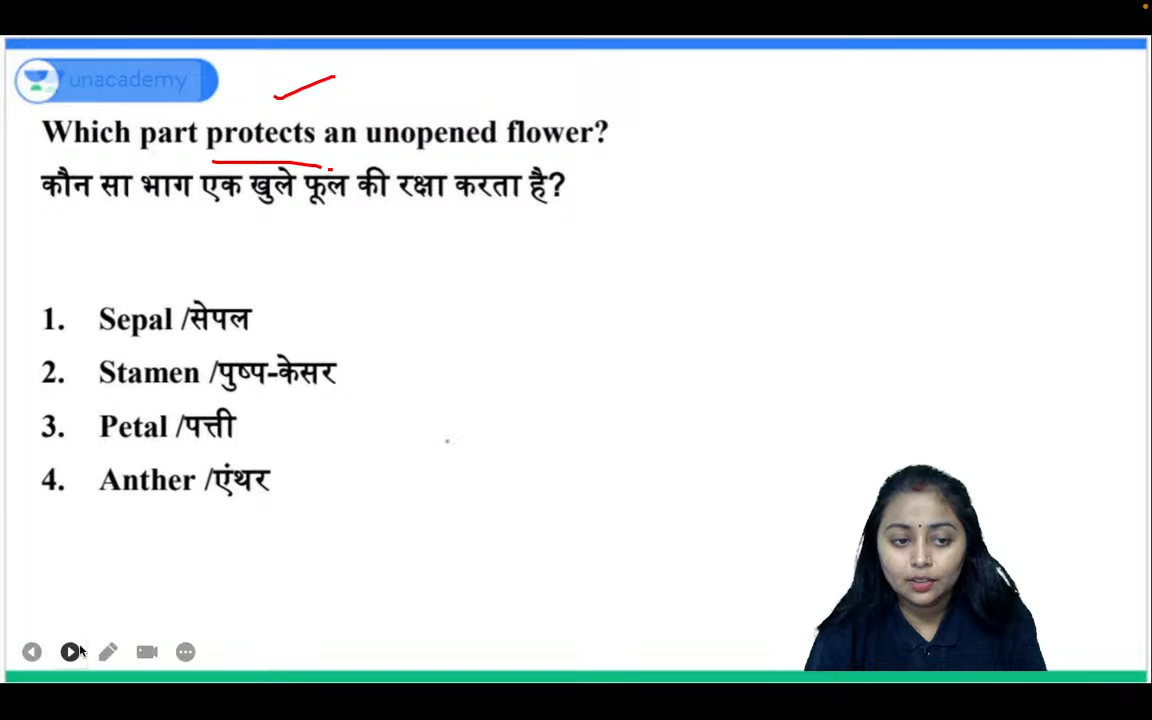 unacademy
Which part protects an unopened flower?
कौन सा भाग एक खुले फूल की रक्षा करता है?
1. Sepal /सेपल
2. Stamen /पुष्प-केसर
3. Petal /पत्ती
4. Anther /एंथर